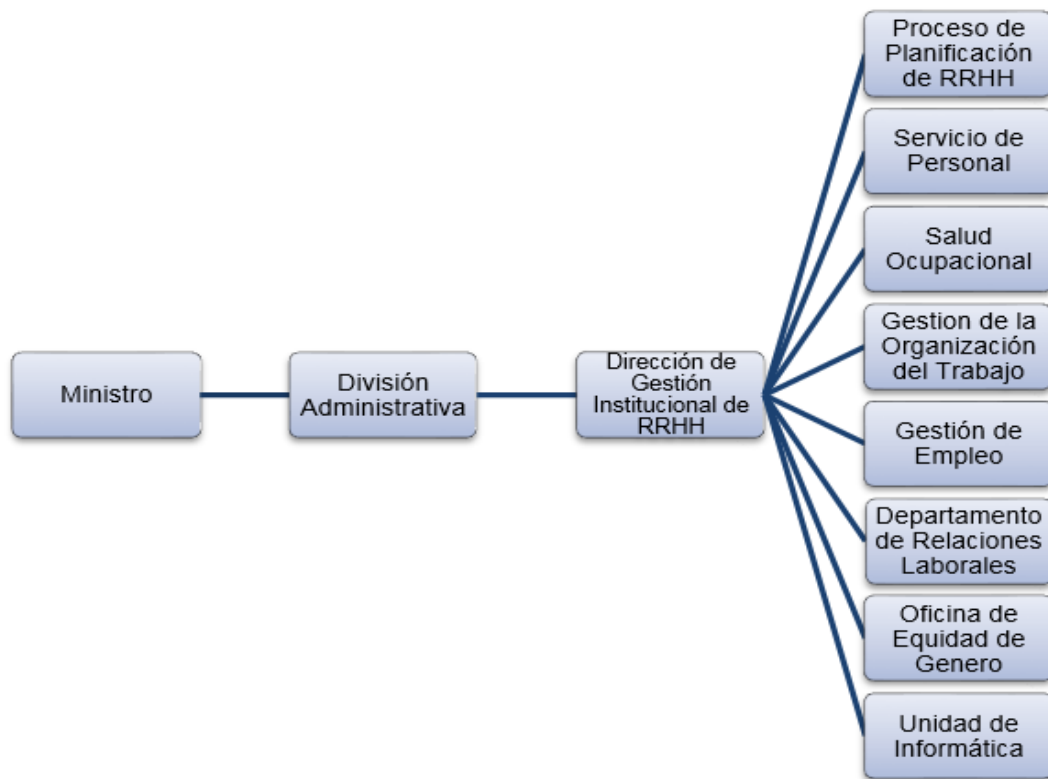 Ministro
División
Administrativa
Dirección de
Gestión
Institucional de
RRHH
Proceso de
Planificación
de RRHH
Servicio de
Personal
Salud
Ocupacional
Gestion de la
Organización
del Trabajo
Gestión de
Empleo
Departamento
de Relaciones
Laborales
Oficina de
Equidad de
Genero
Unidad de
Informática